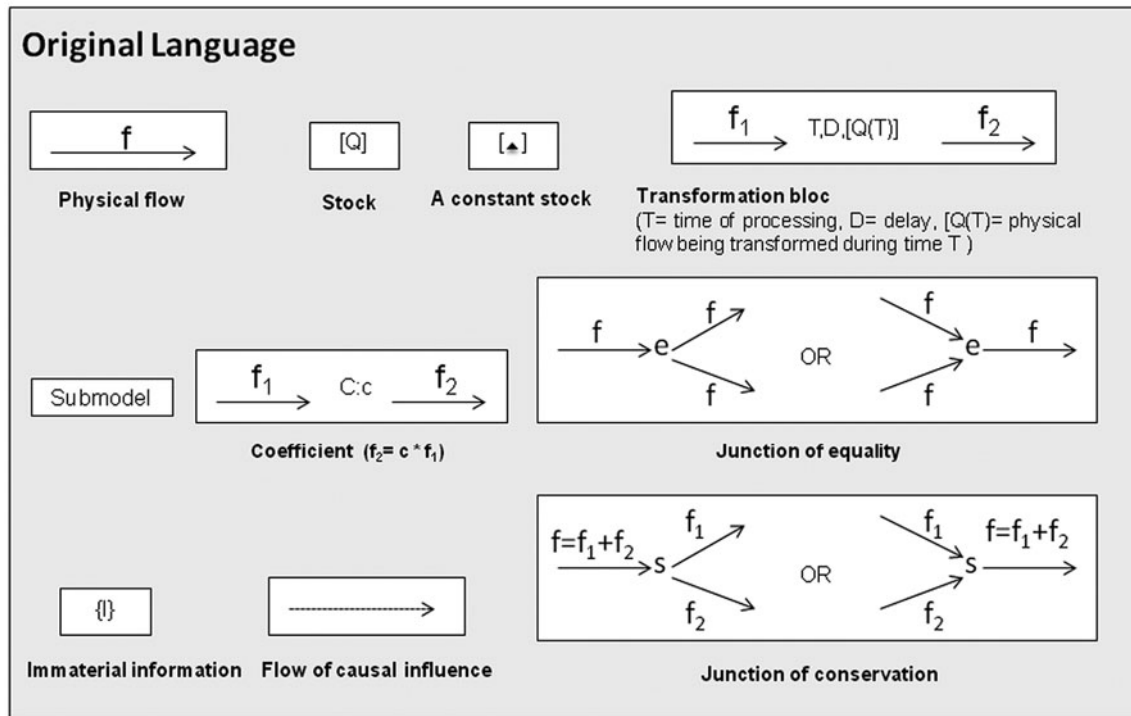 Original Language
f
Physical flow
[Q]
Stock
[▲]
A constant stock
f₁ T,D,[Q(T)] f₂
Transformation bloc
(T= time of processing, D= delay, [Q(T)= physical
flow being transformed during time T )
Submodel
f₁ C:c f₂
Coefficient (f₂= c * f₁)
f e f f
OR
f f e f
Junction of equality
{I}
Immaterial information
Flow of causal influence
f=f₁+f₂ s f₁ f₂
OR
f₁ f₂ s f=f₁+f₂
Junction of conservation